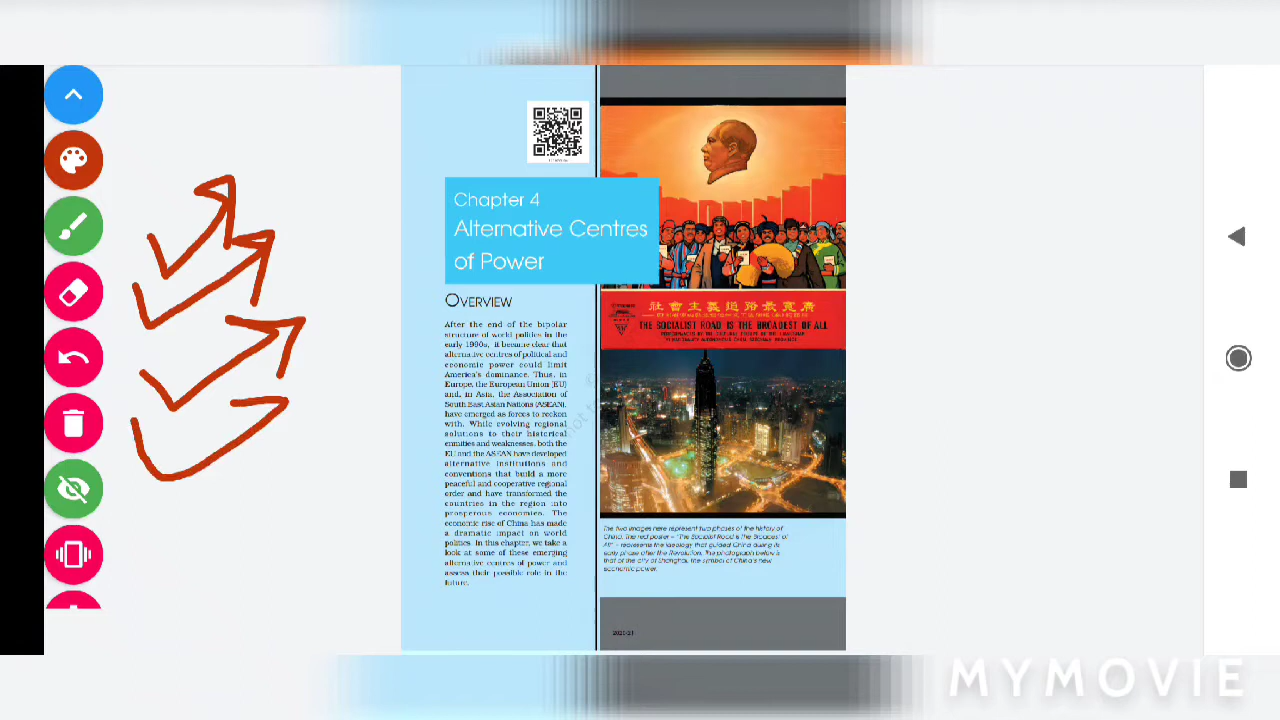 Chapter 4
Alternative Centres
of Power
OVERVIEW
After the end of the bipolar
structure of world politics in the
early 1990s, it became clear that
alternative centres of political and
economic power could limit
America's dominance. Thus, in
Europe, the European Union (EU)
and, in Asia, the Association of
South East Asian Nations (ASEAN),
have emerged as forces to reckon
with. While evolving regional
solutions to their historical
enmities and weaknesses, both the
EU and the ASEAN have developed
alternative institutions and
conventions that build a more
peaceful and cooperative regional
order and have transformed the
countries in the region into
prosperous economies. The
economic rise of China has made
a dramatic impact on world
politics. In this chapter, we take a
look at some of these emerging
alternative centres of power and
assess their possible role in the
future.
THE SOCIALIST ROAD IS THE BROADEST OF ALL
The two images here represent two phases of the history of
China. The red poster – "The Socialist Road is the Broadest of
All" – represents the ideology that guided China during its
early phase after the Revolution. The photograph below is
that of the city of Shanghai, the symbol of China's new
economic power.
2020-21
MYMOVIE